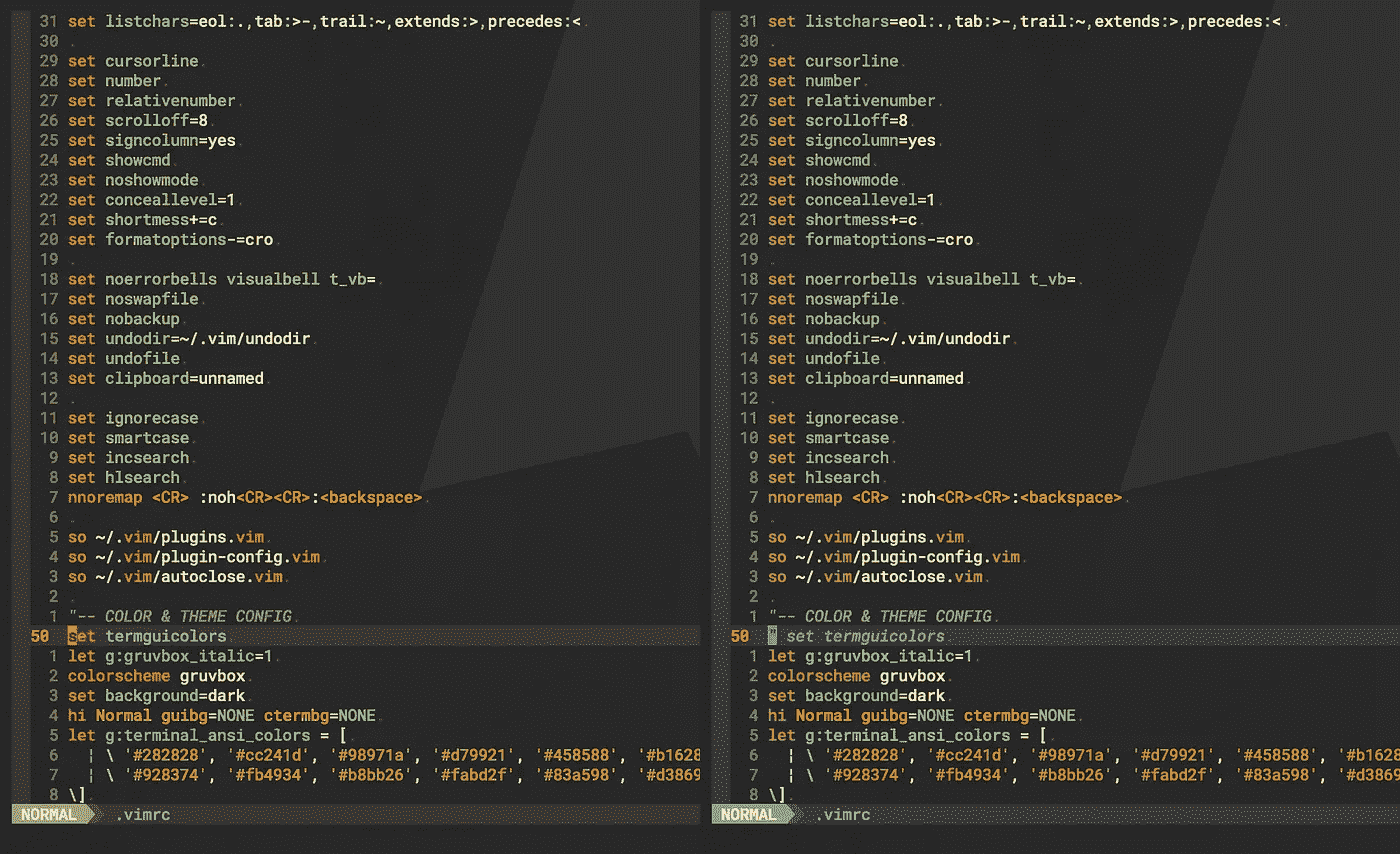 31 set listchars=eol:.,tab:>-,trail:~,extends:>,precedes:<.
30 .
29 set cursorline.
28 set number.
27 set relativenumber.
26 set scrolloff=8.
25 set signcolumn=yes.
24 set showcmd.
23 set noshowmode.
22 set conceallevel=1.
21 set shortmess+=c.
20 set formatoptions-=cro.
19 .
18 set noerrorbells visualbell t_vb=.
17 set noswapfile.
16 set nobackup.
15 set undodir=~/.vim/undodir.
14 set undofile.
13 set clipboard=unnamed.
12 .
11 set ignorecase.
10 set smartcase.
9 set incsearch.
8 set hlsearch.
7 nnoremap <CR> :noh<CR><CR>:<backspace>.
6 .
5 so ~/.vim/plugins.vim.
4 so ~/.vim/plugin-config.vim.
3 so ~/.vim/autoclose.vim.
2 .
1 "-- COLOR & THEME CONFIG.
50 set termguicolors.
1 let g:gruvbox_italic=1.
2 colorscheme gruvbox.
3 set background=dark.
4 hi Normal guibg=NONE ctermbg=NONE.
5 let g:terminal_ansi_colors = [.
6 ¦ \ '#282828', '#cc241d', '#98971a', '#d79921', '#458588', '#b1628
7 ¦ \ '#928374', '#fb4934', '#b8bb26', '#fabd2f', '#83a598', '#d3869
8 \].
NORMAL .vimrc
31 set listchars=eol:.,tab:>-,trail:~,extends:>,precedes:<.
30 .
29 set cursorline.
28 set number.
27 set relativenumber.
26 set scrolloff=8.
25 set signcolumn=yes.
24 set showcmd.
23 set noshowmode.
22 set conceallevel=1.
21 set shortmess+=c.
20 set formatoptions-=cro.
19 .
18 set noerrorbells visualbell t_vb=.
17 set noswapfile.
16 set nobackup.
15 set undodir=~/.vim/undodir.
14 set undofile.
13 set clipboard=unnamed.
12 .
11 set ignorecase.
10 set smartcase.
9 set incsearch.
8 set hlsearch.
7 nnoremap <CR> :noh<CR><CR>:<backspace>.
6 .
5 so ~/.vim/plugins.vim.
4 so ~/.vim/plugin-config.vim.
3 so ~/.vim/autoclose.vim.
2 .
1 "-- COLOR & THEME CONFIG.
50 " set termguicolors.
1 let g:gruvbox_italic=1.
2 colorscheme gruvbox.
3 set background=dark.
4 hi Normal guibg=NONE ctermbg=NONE.
5 let g:terminal_ansi_colors = [.
6 ¦ \ '#282828', '#cc241d', '#98971a', '#d79921', '#458588', '#b1628
7 ¦ \ '#928374', '#fb4934', '#b8bb26', '#fabd2f', '#83a598', '#d3869
8 \].
NORMAL .vimrc